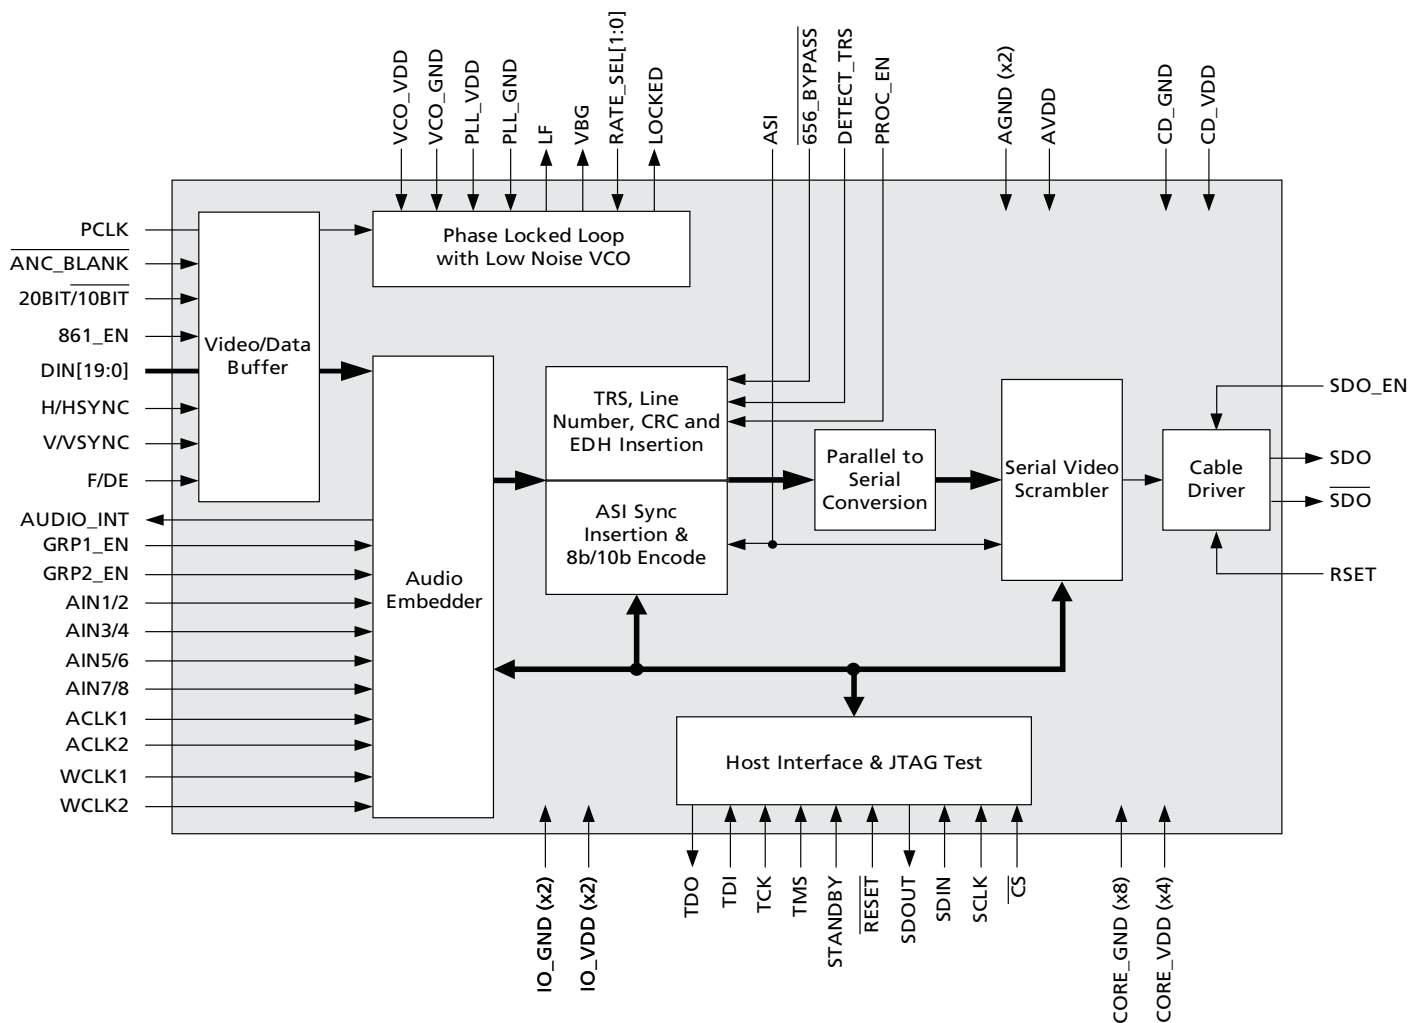 VCO_VDD
VCO_GND
PLL_VDD
PLL_GND
LF
VBG
RATE_SEL[1:0]
LOCKED
ASI
656_BYPASS
DETECT_TRS
PROC_EN
AGND (x2)
AVDD
CD_GND
CD_VDD
PCLK
ANC_BLANK
20BIT/10BIT
861_EN
DIN[19:0]
H/HSYNC
V/VSYNC
F/DE
AUDIO_INT
GRP1_EN
GRP2_EN
AIN1/2
AIN3/4
AIN5/6
AIN7/8
ACLK1
ACLK2
WCLK1
WCLK2
Video/Data
Buffer
Phase Locked Loop
with Low Noise VCO
Audio
Embedder
TRS, Line
Number, CRC and
EDH Insertion
ASI Sync
Insertion &
8b/10b Encode
Parallel to
Serial
Conversion
Serial Video
Scrambler
Cable
Driver
SDO_EN
SDO
SDO
RSET
Host Interface & JTAG Test
IO_GND (x2)
IO_VDD (x2)
TDO
TDI
TCK
TMS
STANDBY
RESET
SDOUT
SDIN
SCLK
CS
CORE_GND (x8)
CORE_VDD (x4)